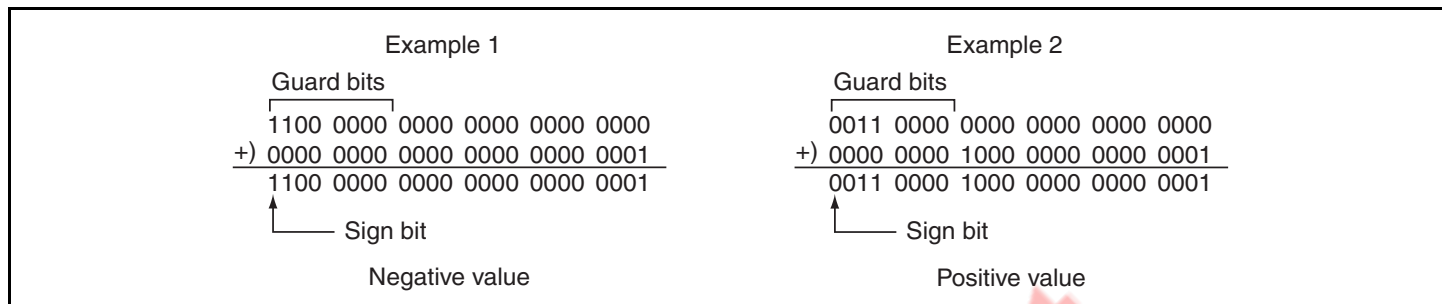 Example 1
Guard bits
1100 0000 0000 0000 0000 0000
+) 0000 0000 0000 0000 0000 0001
1100 0000 0000 0000 0000 0001
Sign bit
Negative value
Example 2
Guard bits
0011 0000 0000 0000 0000 0000
+) 0000 0000 1000 0000 0000 0001
0011 0000 1000 0000 0000 0001
Sign bit
Positive value